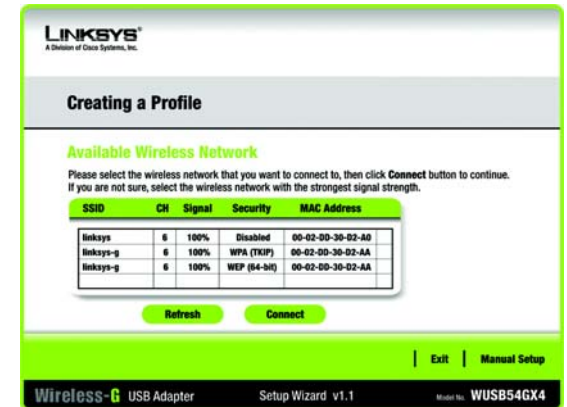 LINKSYS®
A Division of Cisco Systems, Inc.
Creating a Profile
Available Wireless Network
Please select the wireless network that you want to connect to, then click Connect button to continue.
If you are not sure, select the wireless network with the strongest signal strength.
SSID CH Signal Security MAC Address
linksys 6 100% Disabled 00-02-DD-30-D2-A0
linksys-g 6 100% WPA (TKIP) 00-02-DD-30-D2-AA
linksys-g 6 100% WEP (64-bit) 00-02-DD-30-D2-AA
Refresh Connect
Exit Manual Setup
Wireless-G USB Adapter Setup Wizard v1.1 Model No. WUSB54GX4